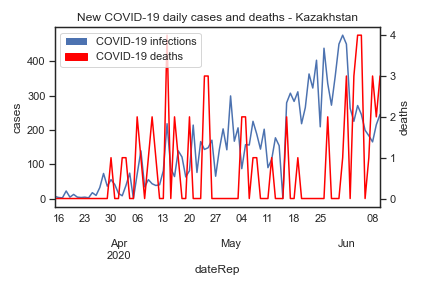 New COVID-19 daily cases and deaths - Kazakhstan
COVID-19 infections
COVID-19 deaths
cases
400
300
200
100
0
deaths
4
3
2
1
0
16 23 30 06 13 20 27 04 11 18 25 08
Apr May Jun
2020
dateRep